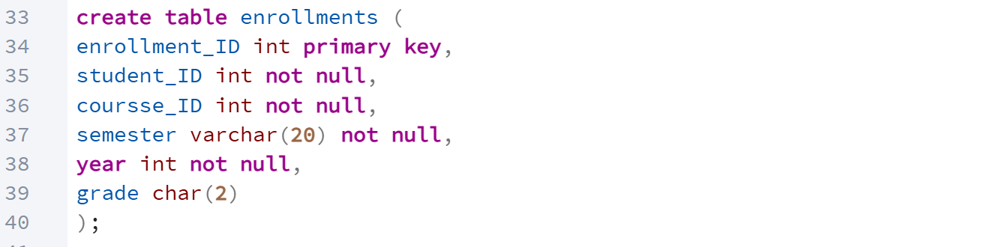 33 create table enrollments (
34 enrollment_ID int primary key,
35 student_ID int not null,
36 coursse_ID int not null,
37 semester varchar(20) not null,
38 year int not null,
39 grade char(2)
40 );